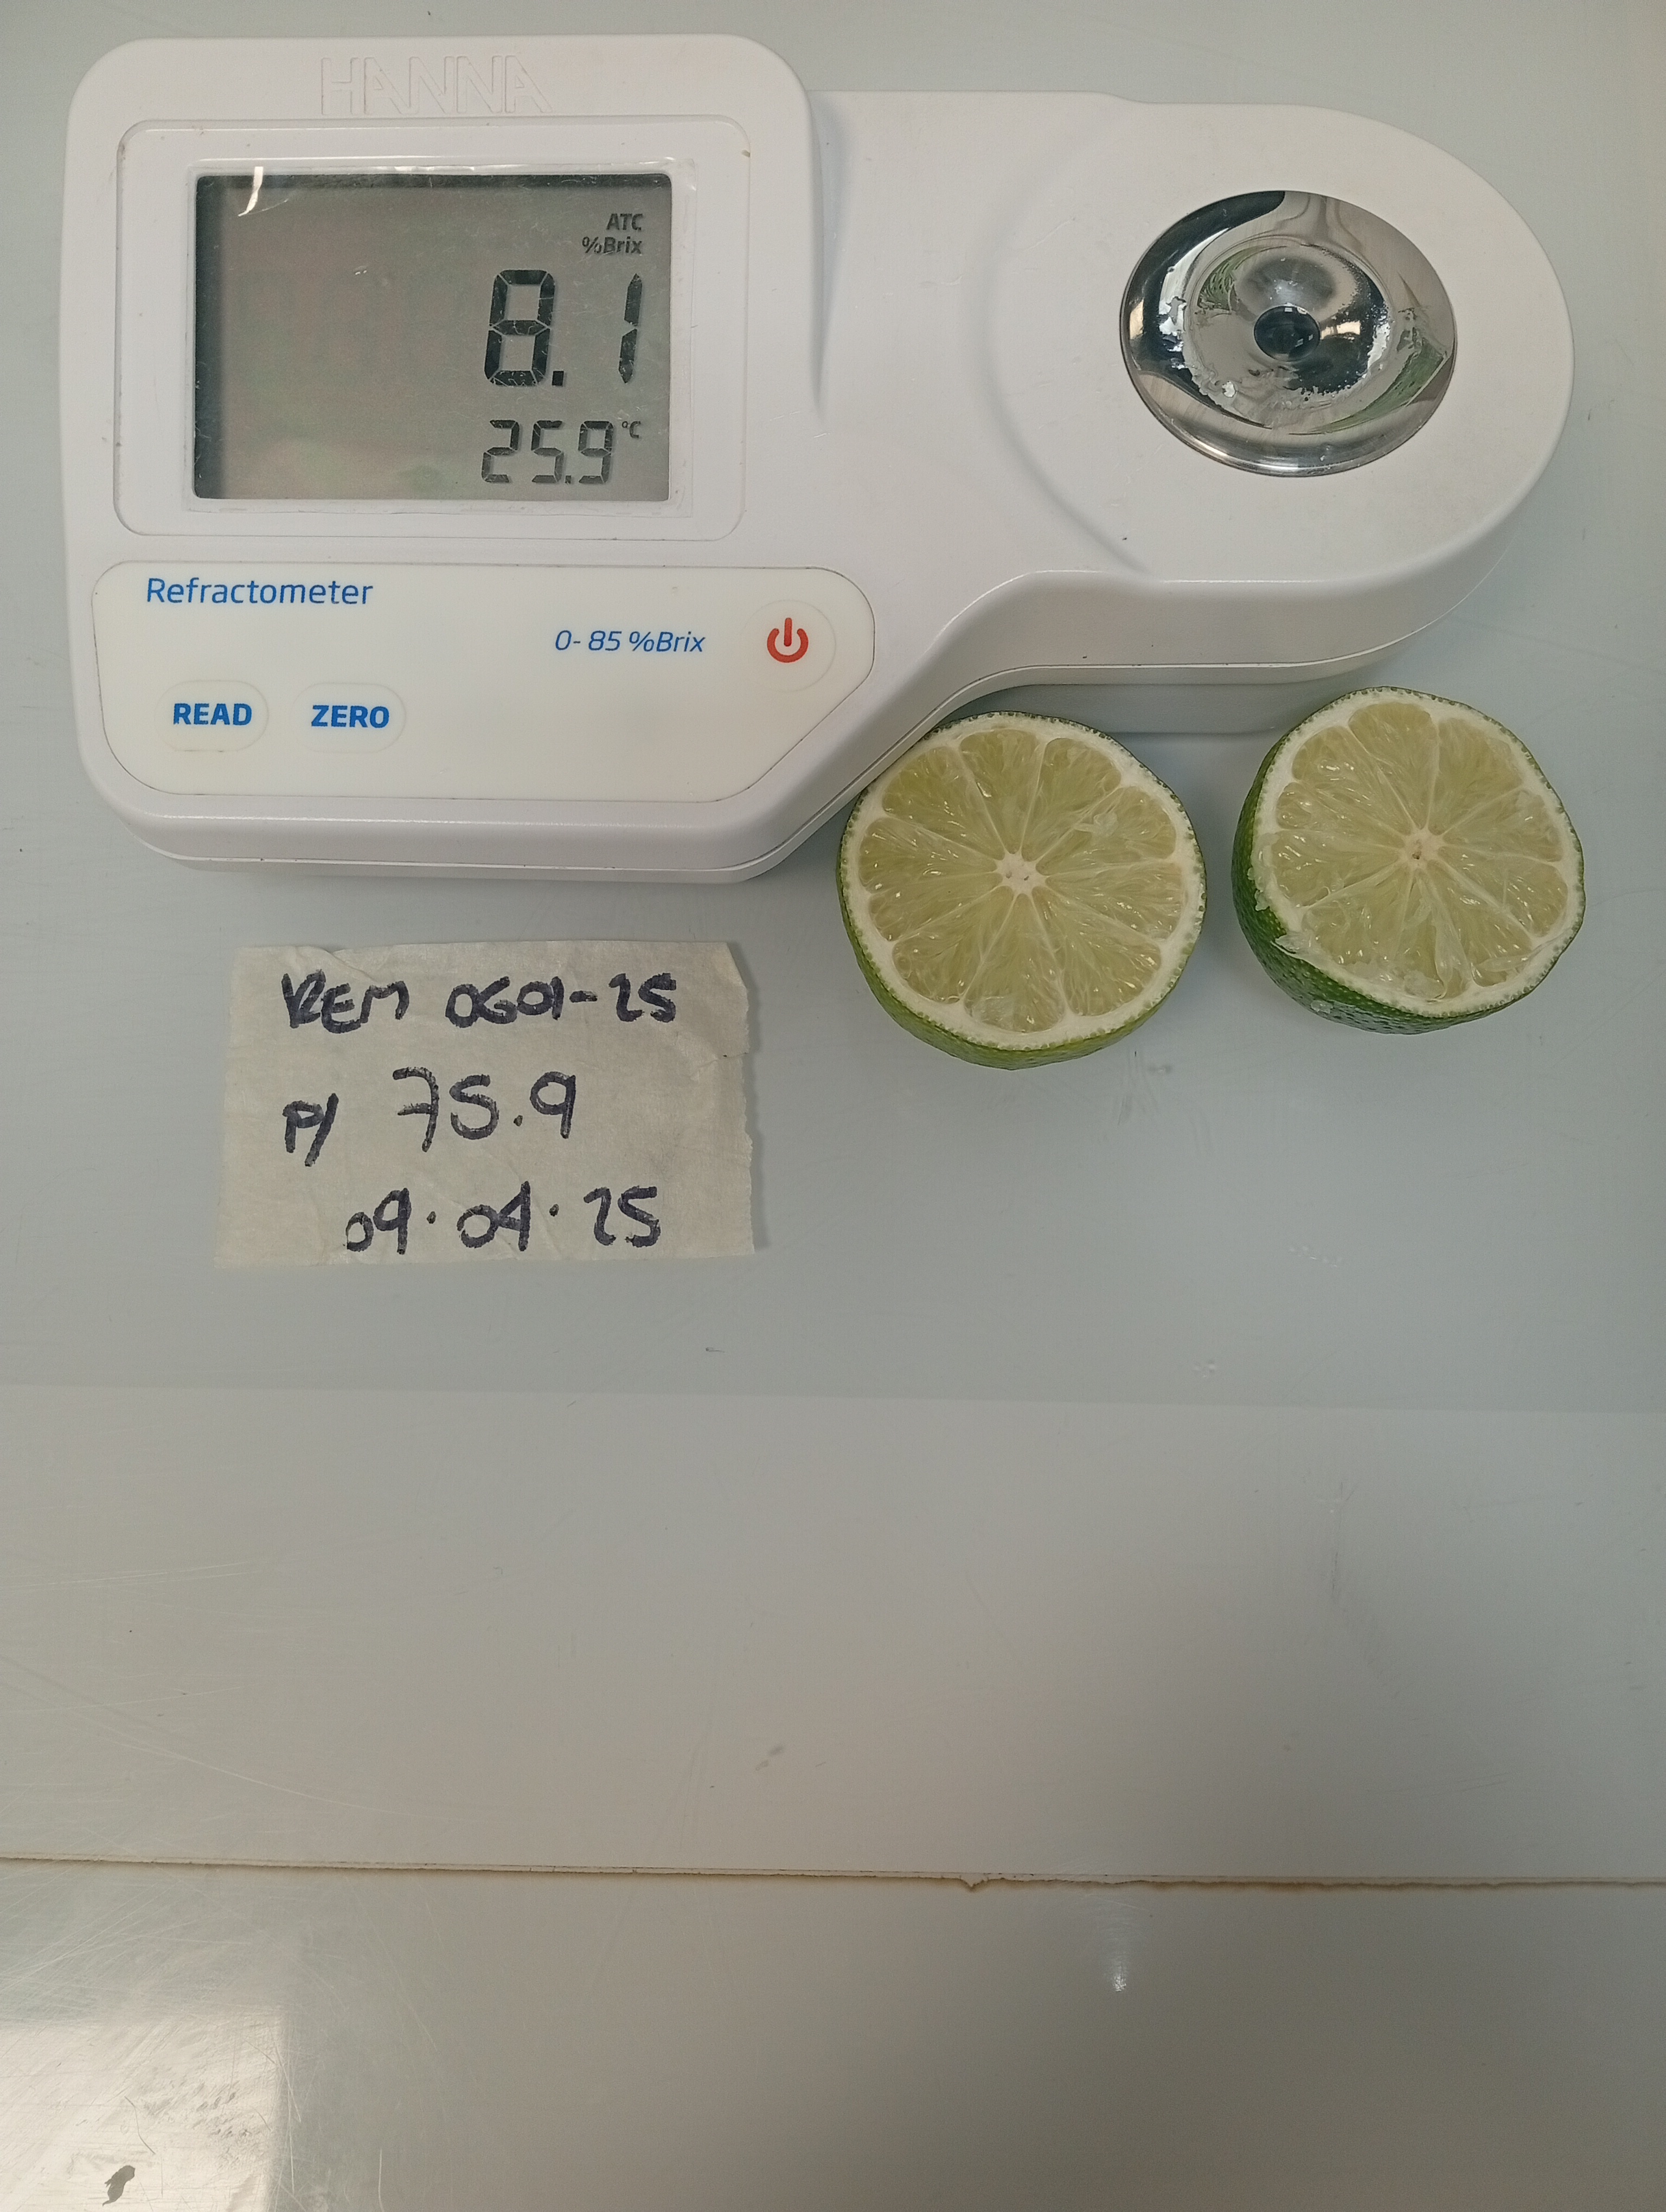 HANNA
ATC
%Brix
8.1
25.9 °C
Refractometer
0-85 %Brix
READ ZERO
REM 0601-25
P/ 75.9
09.04.25